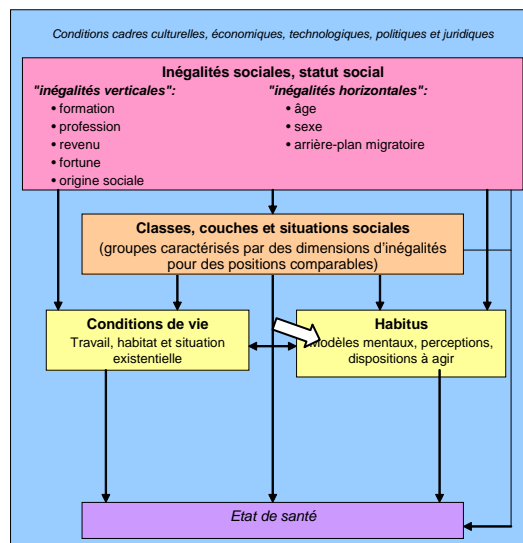 Conditions cadres culturelles, économiques, technologiques, politiques et juridiques
Inégalités sociales, statut social
"inégalités verticales":
• formation
• profession
• revenu
• fortune
• origine sociale
"inégalités horizontales":
• âge
• sexe
• arrière-plan migratoire
Classes, couches et situations sociales
(groupes caractérisés par des dimensions d'inégalités
pour des positions comparables)
Conditions de vie
Travail, habitat et situation
existentielle
Habitus
Modèles mentaux, perceptions,
dispositions à agir
Etat de santé